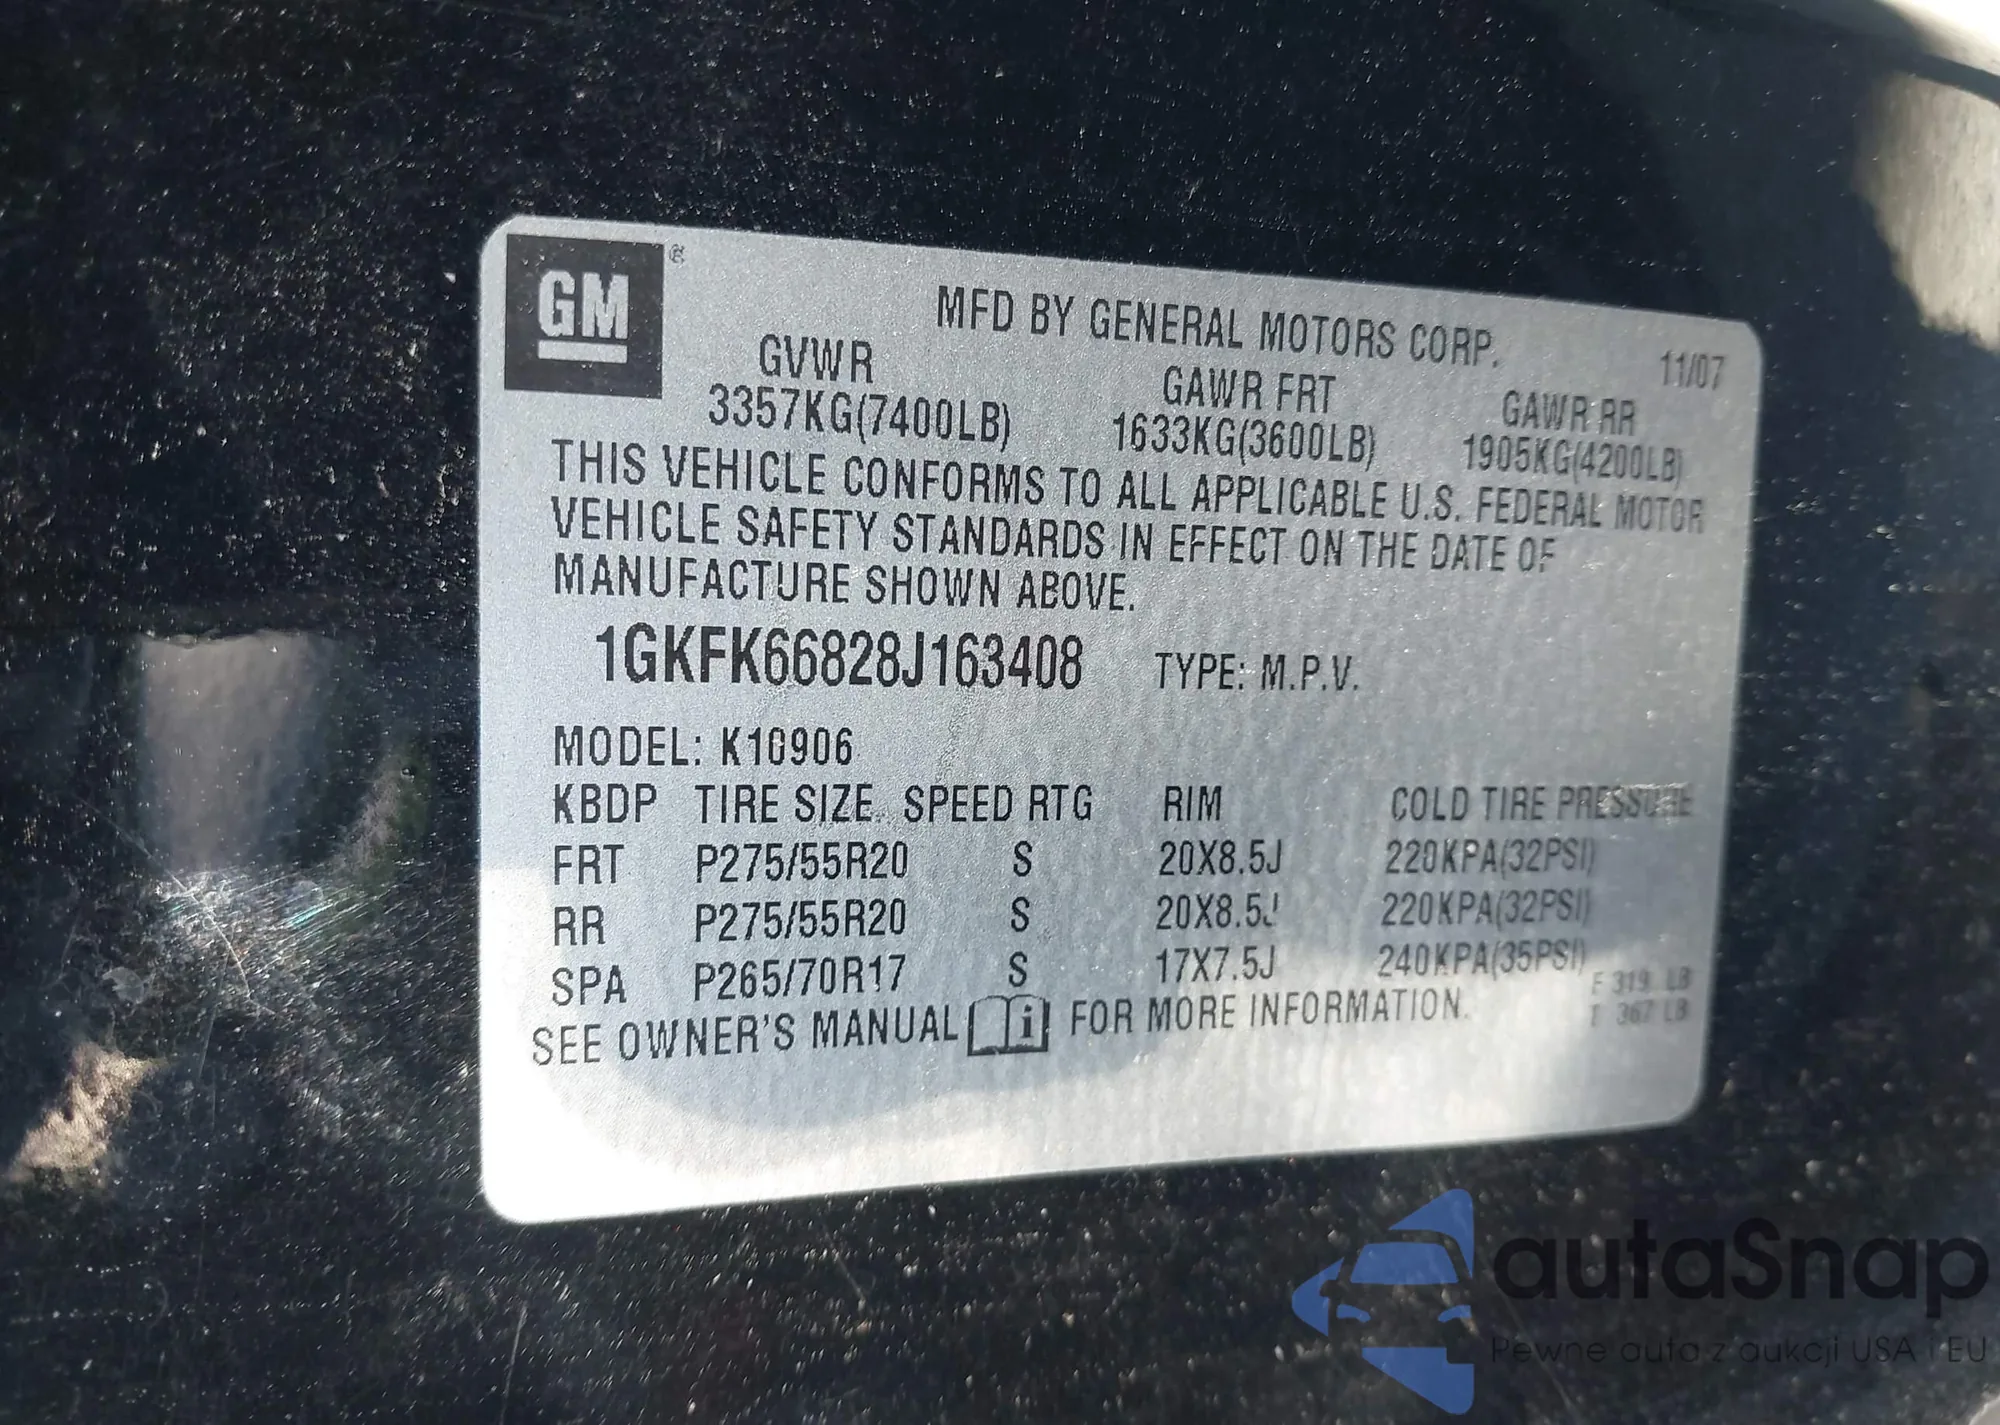 GM ®
MFD BY GENERAL MOTORS CORP.
11/07
GVWR GAWR FRT GAWR RR
3357KG(7400LB) 1633KG(3600LB) 1905KG(4200LB)
THIS VEHICLE CONFORMS TO ALL APPLICABLE U.S. FEDERAL MOTOR
VEHICLE SAFETY STANDARDS IN EFFECT ON THE DATE OF
MANUFACTURE SHOWN ABOVE.
1GKFK66828J163408 TYPE: M.P.V.
MODEL: K10906
KBDP TIRE SIZE SPEED RTG RIM COLD TIRE PRESSURE
FRT P275/55R20 S 20X8.5J 220KPA(32PSI)
RR P275/55R20 S 20X8.5J 220KPA(32PSI)
SPA P265/70R17 S 17X7.5J 240KPA(35PSI)
F 319 LB
T 367 LB
SEE OWNER'S MANUAL i FOR MORE INFORMATION.
autaSnap
Pewne auta z aukcji USA i EU